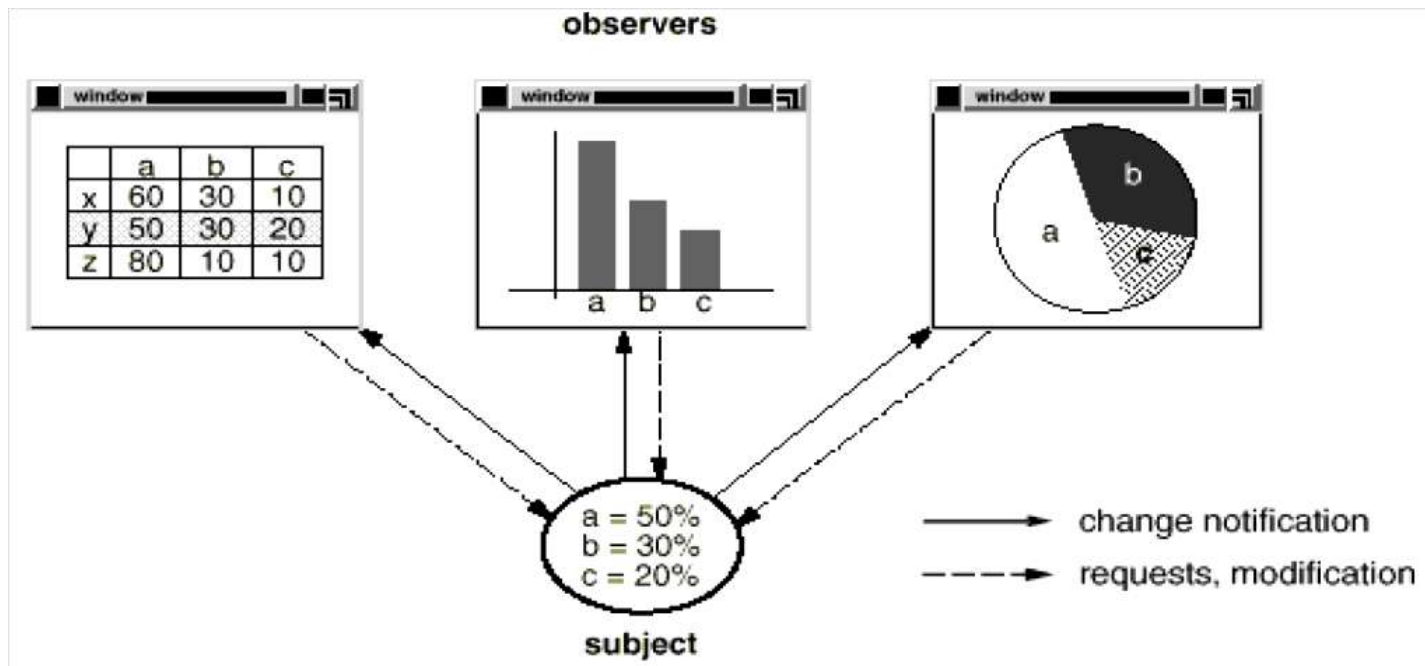 observers
window
window
window
a b c
x 60 30 10
y 50 30 20
z 80 10 10
a b c
b
a
c
a = 50%
b = 30%
c = 20%
change notification
requests, modification
subject